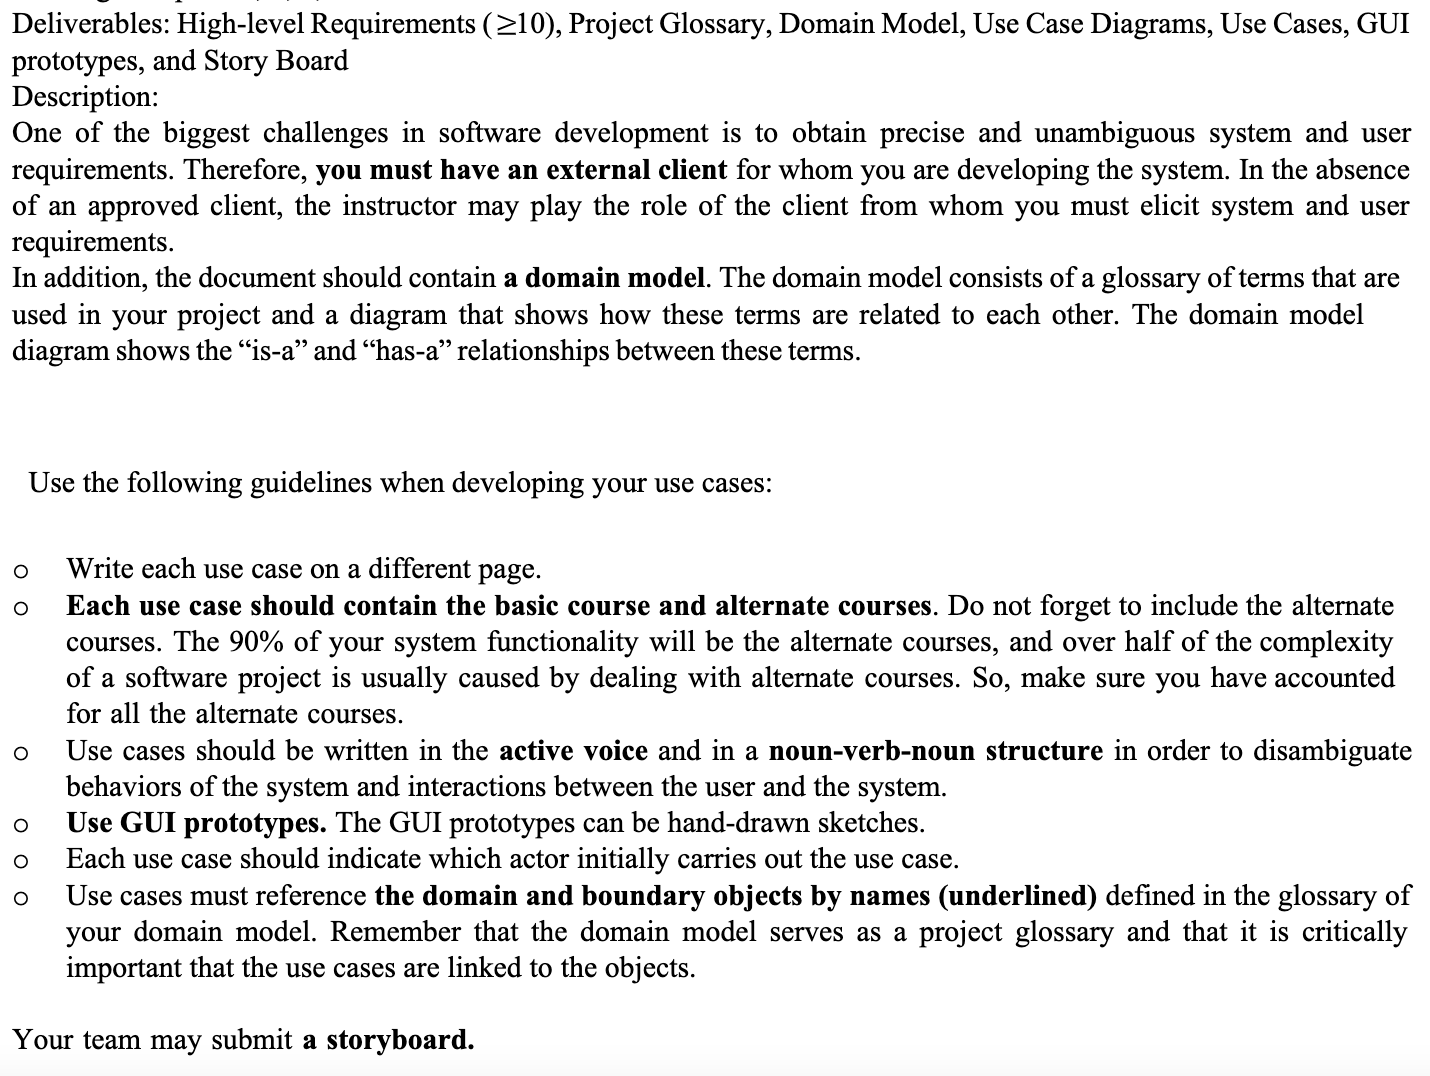 Deliverables: High-level Requirements (≥10), Project Glossary, Domain Model, Use Case Diagrams, Use Cases, GUI
prototypes, and Story Board
Description:
One of the biggest challenges in software development is to obtain precise and unambiguous system and user
requirements. Therefore, you must have an external client for whom you are developing the system. In the absence
of an approved client, the instructor may play the role of the client from whom you must elicit system and user
requirements.
In addition, the document should contain a domain model. The domain model consists of a glossary of terms that are
used in your project and a diagram that shows how these terms are related to each other. The domain model
diagram shows the “is-a” and “has-a” relationships between these terms.
Use the following guidelines when developing your use cases:
o Write each use case on a different page.
o Each use case should contain the basic course and alternate courses. Do not forget to include the alternate
courses. The 90% of your system functionality will be the alternate courses, and over half of the complexity
of a software project is usually caused by dealing with alternate courses. So, make sure you have accounted
for all the alternate courses.
o Use cases should be written in the active voice and in a noun-verb-noun structure in order to disambiguate
behaviors of the system and interactions between the user and the system.
o Use GUI prototypes. The GUI prototypes can be hand-drawn sketches.
o Each use case should indicate which actor initially carries out the use case.
o Use cases must reference the domain and boundary objects by names (underlined) defined in the glossary of
your domain model. Remember that the domain model serves as a project glossary and that it is critically
important that the use cases are linked to the objects.
Your team may submit a storyboard.